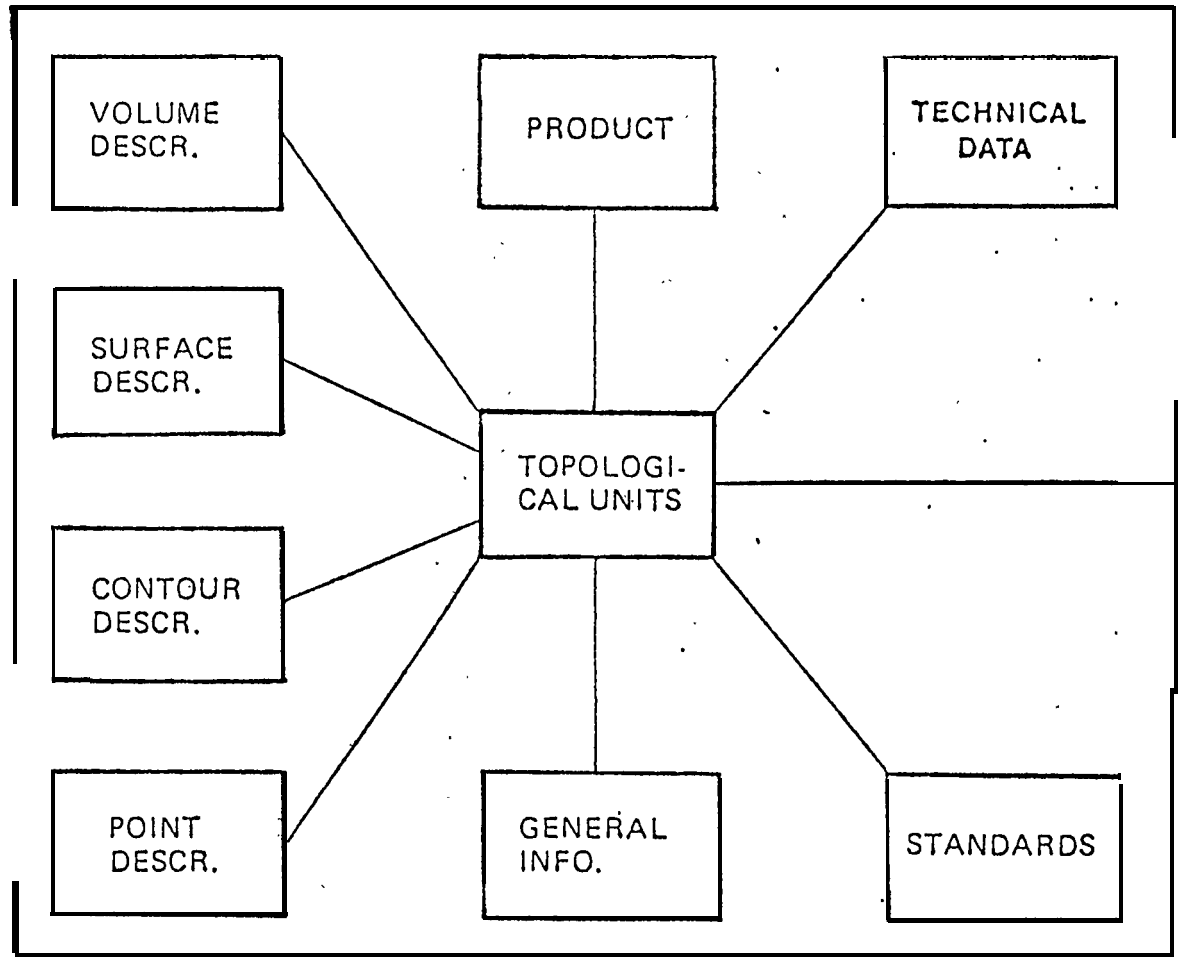 VOLUME
DESCR.
PRODUCT
TECHNICAL
DATA
SURFACE
DESCR.
TOPOLOGI-
CAL UNITS
CONTOUR
DESCR.
POINT
DESCR.
GENERAL
INFO.
STANDARDS